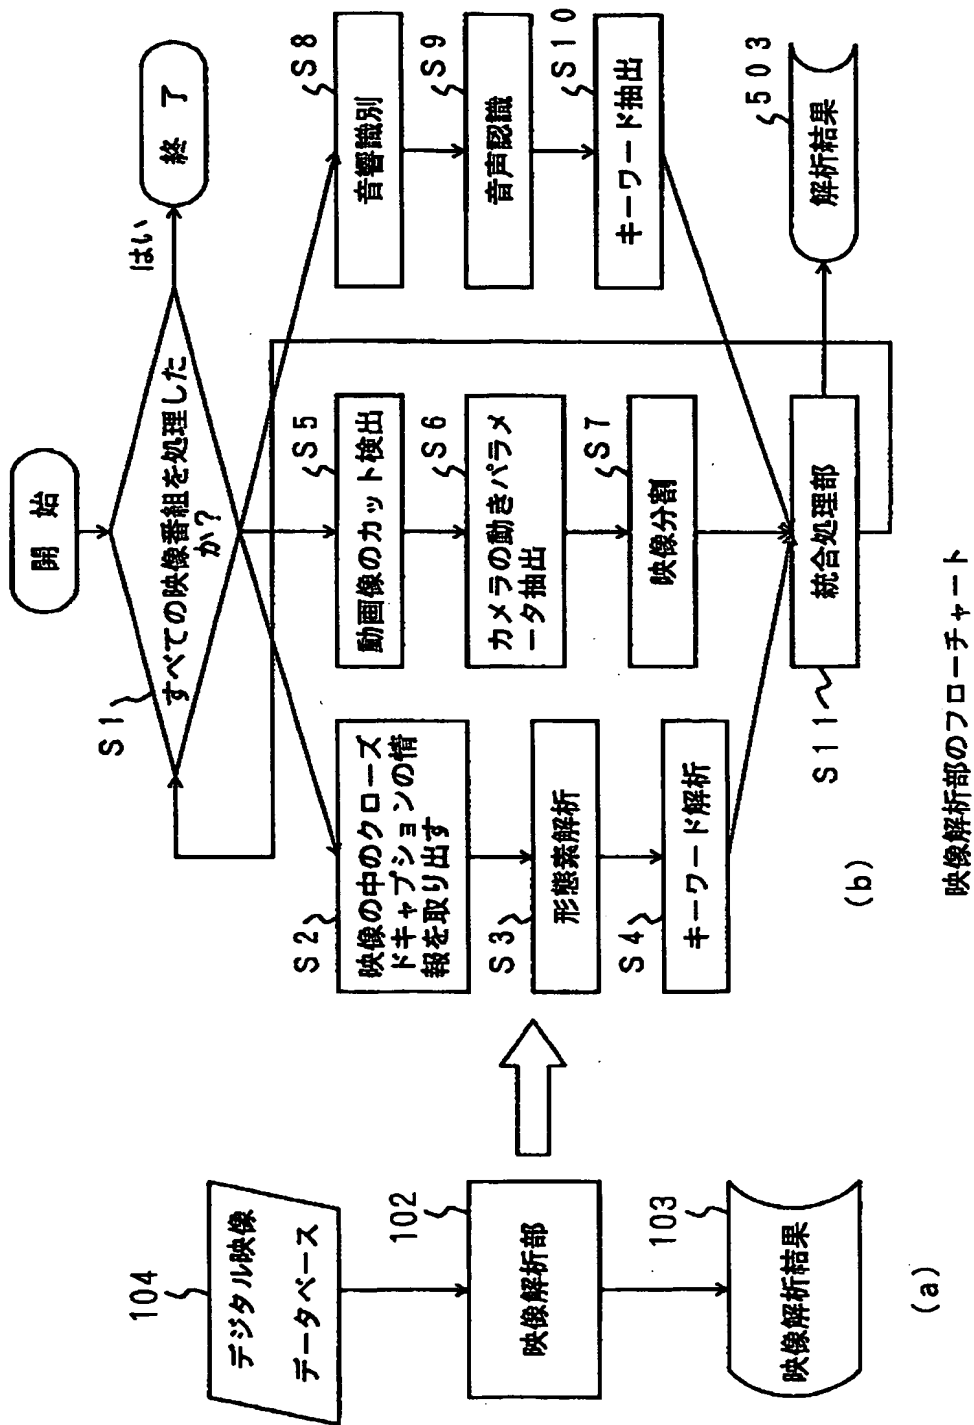 104
デジタル映像
データベース
102
映像解析部
103
映像解析結果
(a)
開 始
S1
すべての映像番組を処理した
か?
はい
終 了
S2
映像の中のクローズ
ドキャプションの情
報を取り出す
S3
形態素解析
S4
キーワード解析
S5
動画像のカット検出
S6
カメラの動きパラメ
ータ抽出
S7
映像分割
S8
音響識別
S9
音声認識
S10
キーワード抽出
S11
統合処理部
503
解析結果
(b)
映像解析部のフローチャート